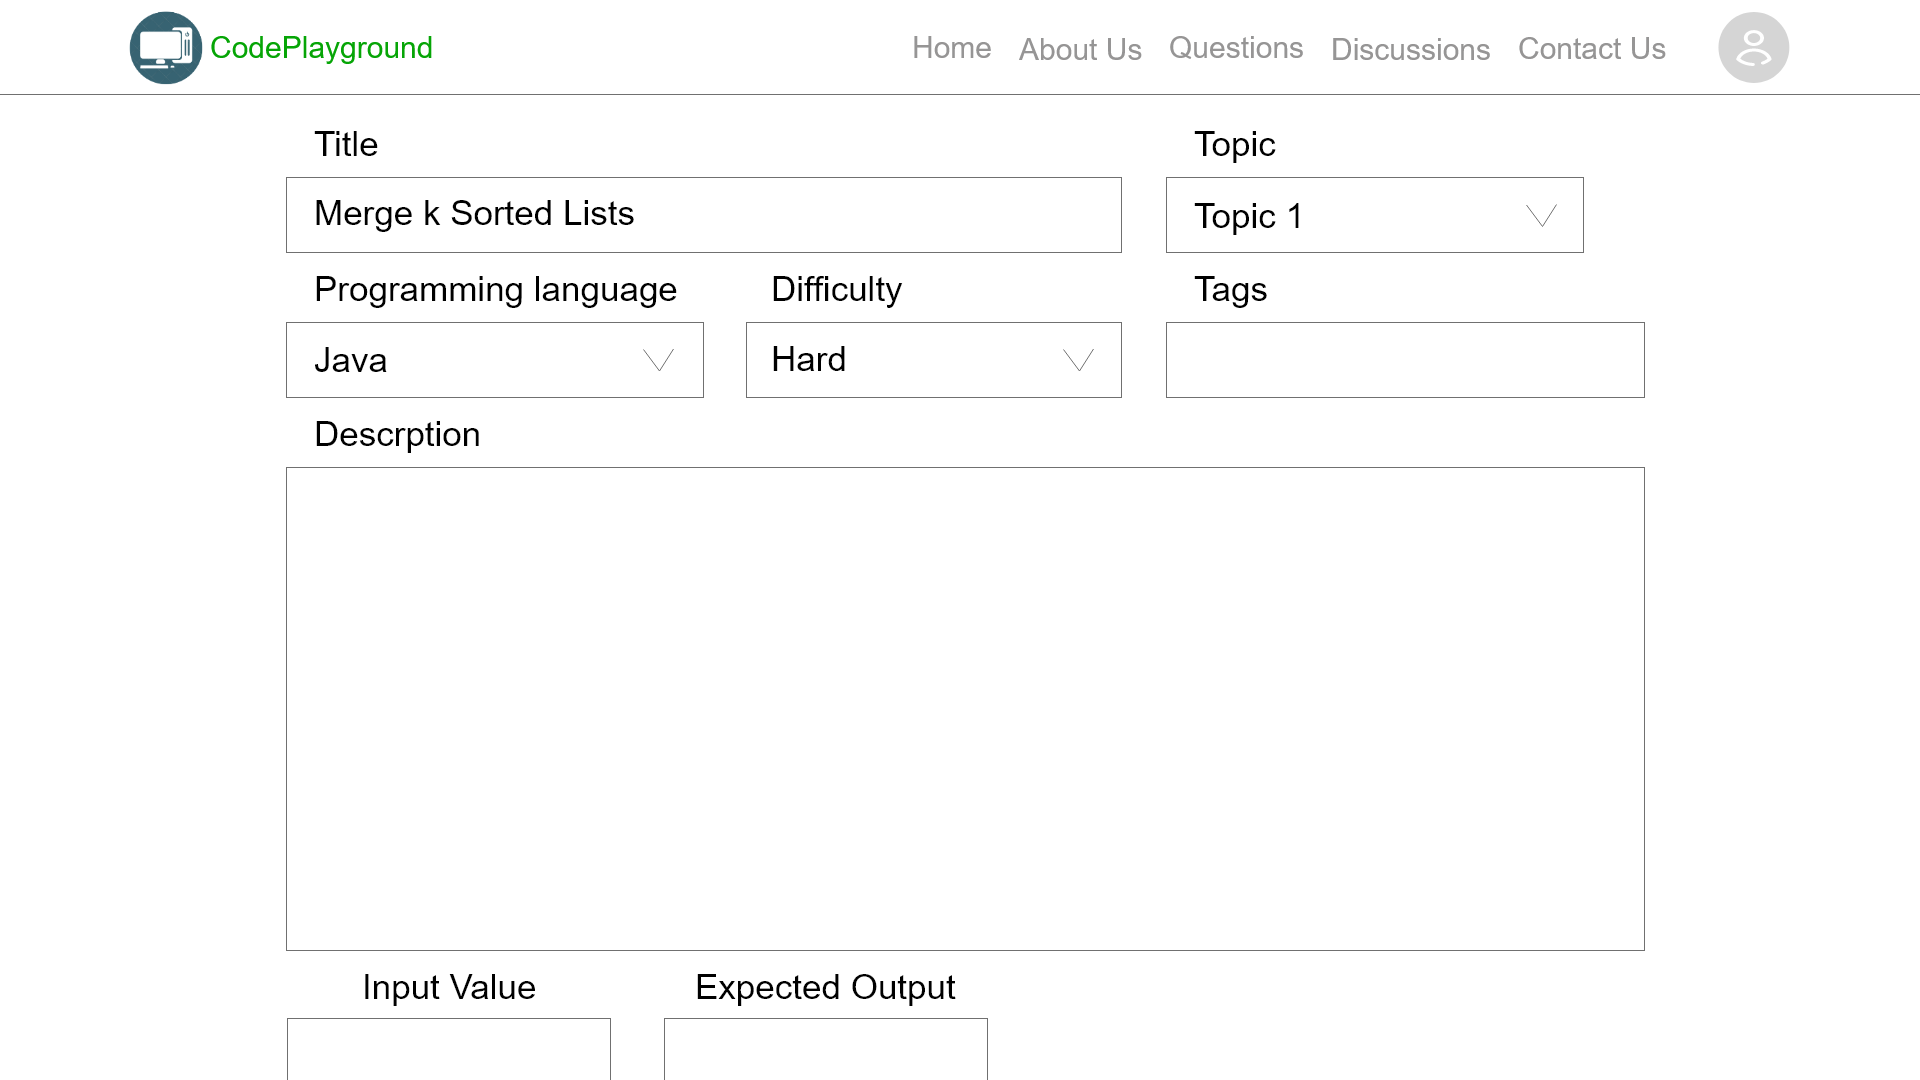 CodePlayground Home About Us Questions Discussions Contact Us
Title Topic
Merge k Sorted Lists Topic 1
Programming language Difficulty Tags
Java Hard
Descrption
Input Value Expected Output